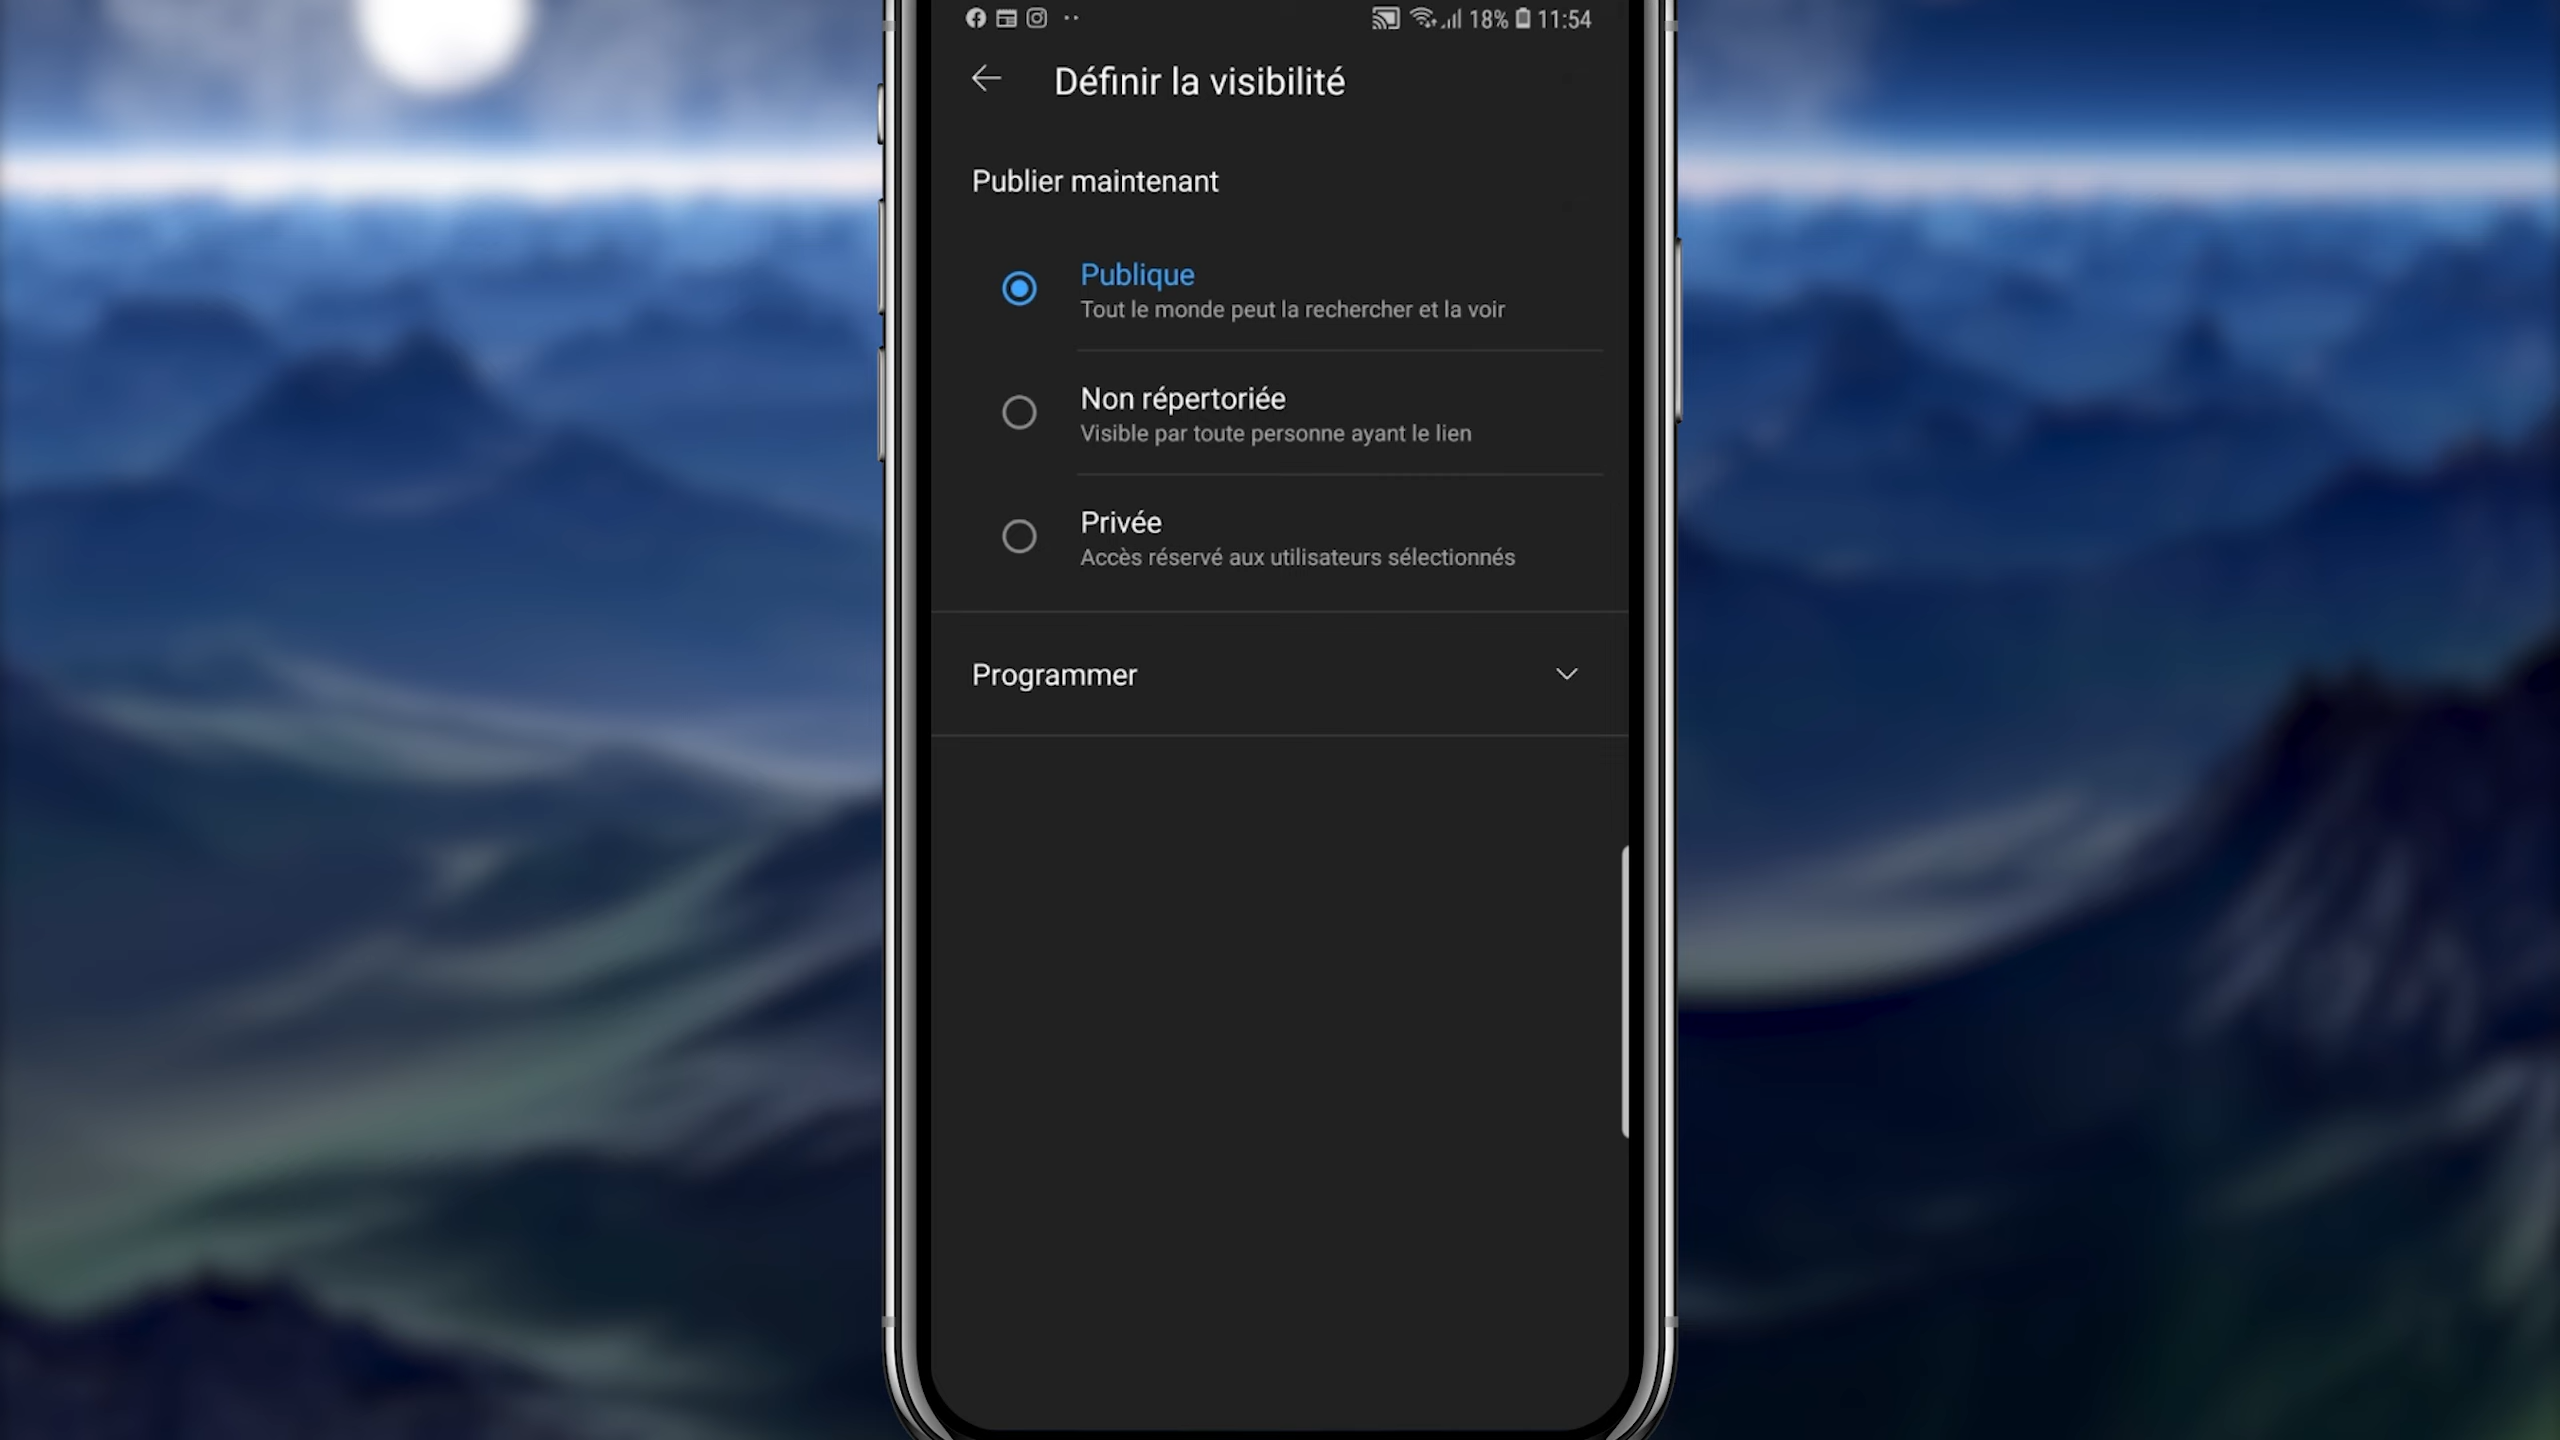 18% 11:54
Définir la visibilité
Publier maintenant
Publique
Tout le monde peut la rechercher et la voir
Non répertoriée
Visible par toute personne ayant le lien
Privée
Accès réservé aux utilisateurs sélectionnés
Programmer